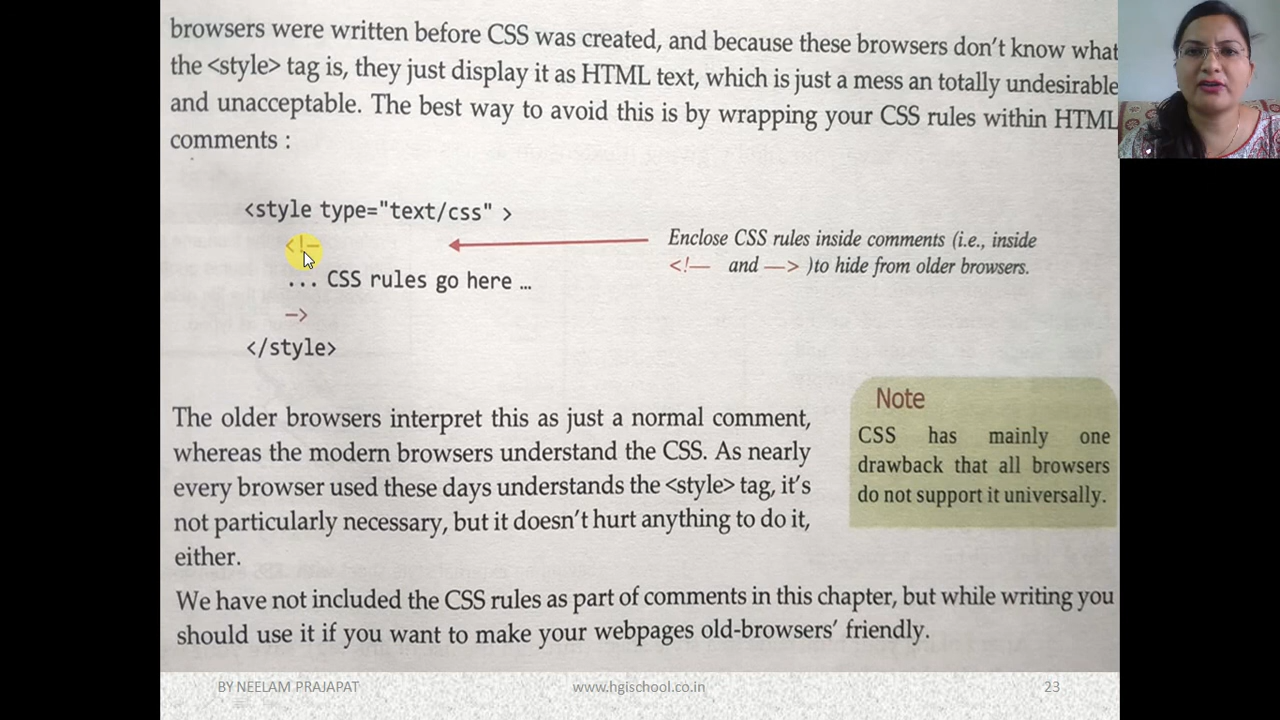 browsers were written before CSS was created, and because these browsers don't know what
the <style> tag is, they just display it as HTML text, which is just a mess an totally undesirable
and unacceptable. The best way to avoid this is by wrapping your CSS rules within HTML
comments :
<style type="text/css" >
<!—
... CSS rules go here ...
—>
</style>
Enclose CSS rules inside comments (i.e., inside
<!— and —> )to hide from older browsers.
The older browsers interpret this as just a normal comment,
whereas the modern browsers understand the CSS. As nearly
every browser used these days understands the <style> tag, it's
not particularly necessary, but it doesn't hurt anything to do it,
either.
Note
CSS has mainly one
drawback that all browsers
do not support it universally.
We have not included the CSS rules as part of comments in this chapter, but while writing you
should use it if you want to make your webpages old-browsers' friendly.
BY NEELAM PRAJAPAT
www.hgischool.co.in
23